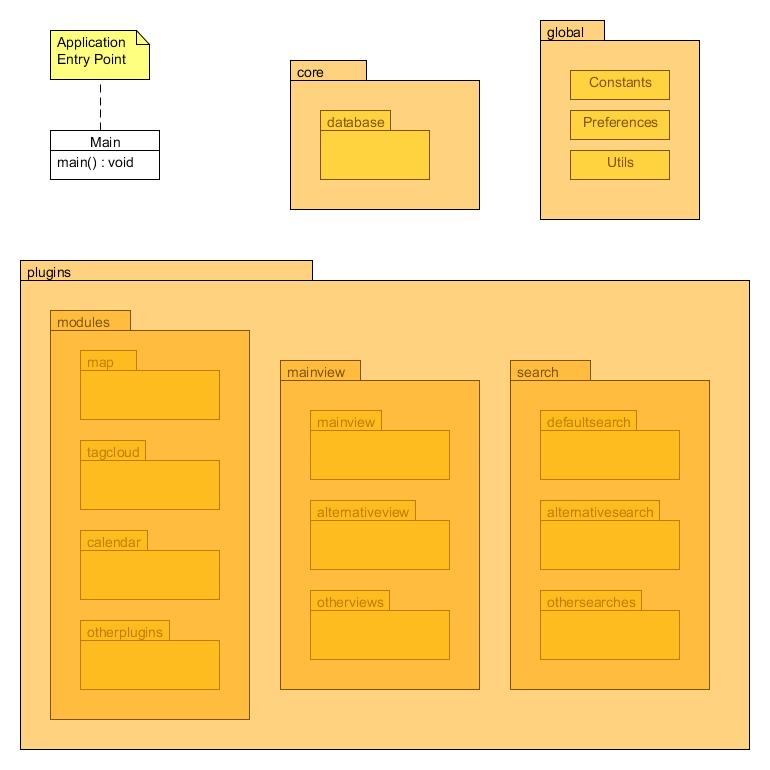 Application
Entry Point
Main
main() : void
core
database
global
Constants
Preferences
Utils
plugins
modules
map
tagcloud
calendar
otherplugins
mainview
mainview
alternativeview
otherviews
search
defaultsearch
alternativesearch
othersearches